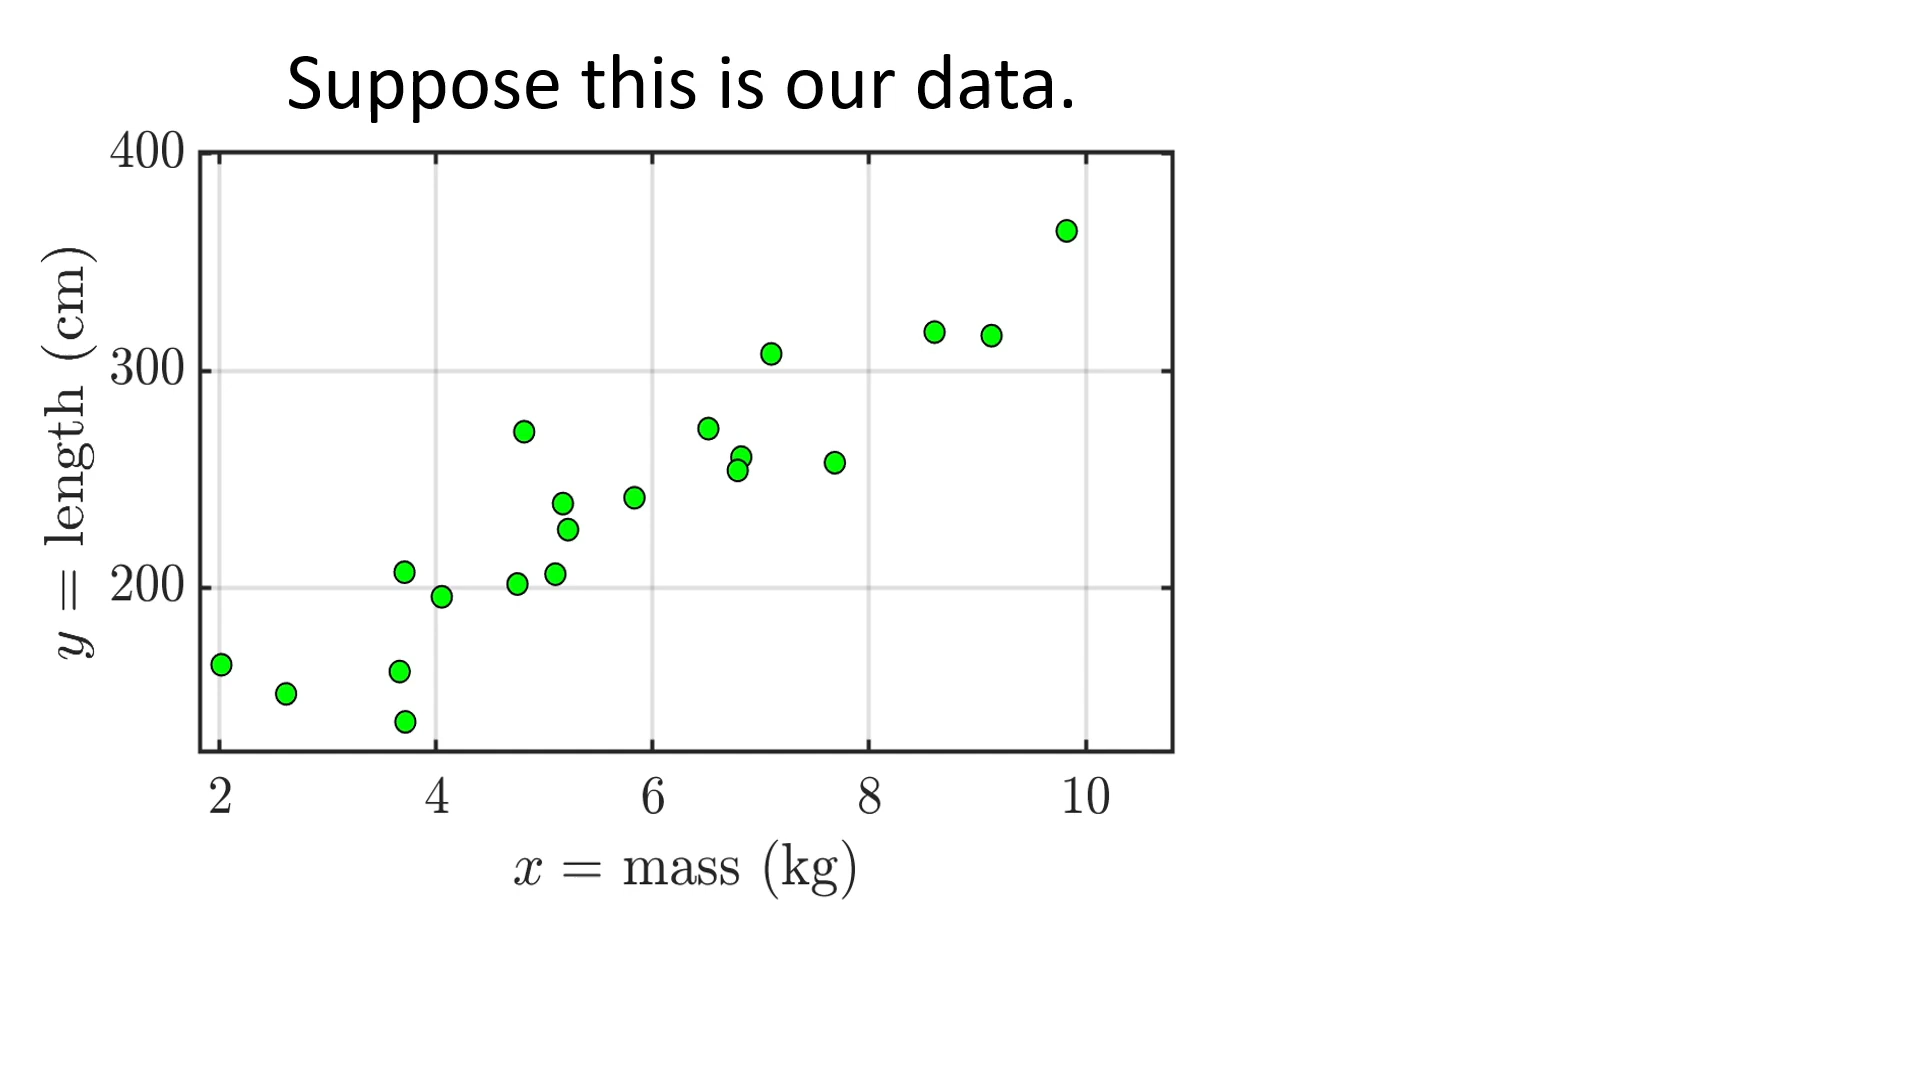 Suppose this is our data.
400
300
200
y = length (cm)
2 4 6 8 10
x = mass (kg)